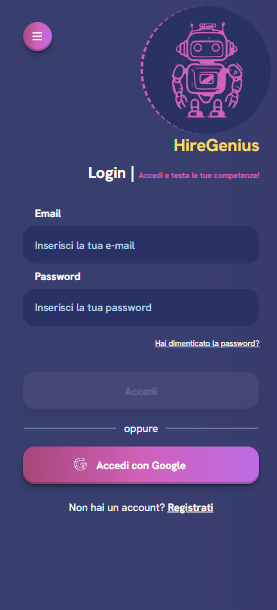 HireGenius
Login | Accedi e testa le tue competenze!
Email
Inserisci la tua e-mail
Password
Inserisci la tua password
Hai dimenticato la password?
Accedi
oppure
Accedi con Google
Non hai un account? Registrati